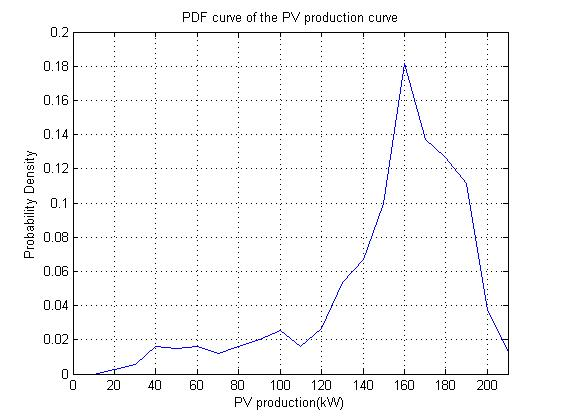 PDF curve of the PV production curve
0.2
0.18
0.16
0.14
0.12
0.1
0.08
0.06
0.04
0.02
0
Probability Density
0 20 40 60 80 100 120 140 160 180 200
PV production(kW)